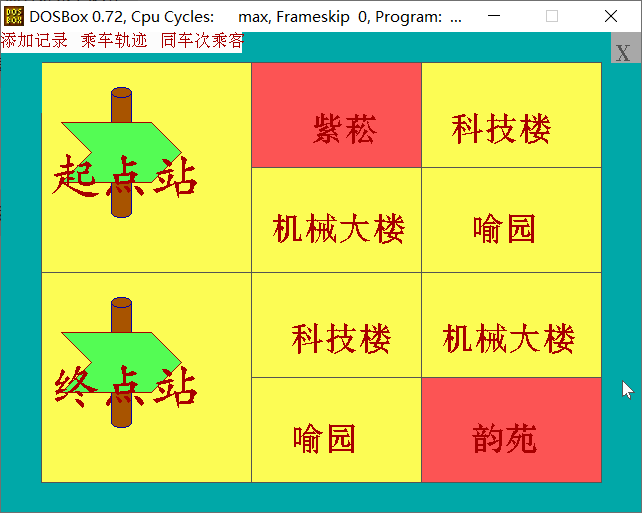 DOSBox 0.72, Cpu Cycles: max, Frameskip 0, Program: ...
添加记录 乘车轨迹 同车次乘客
X
起点站
紫菘 科技楼
机械大楼 喻园
终点站
科技楼 机械大楼
喻园 韵苑